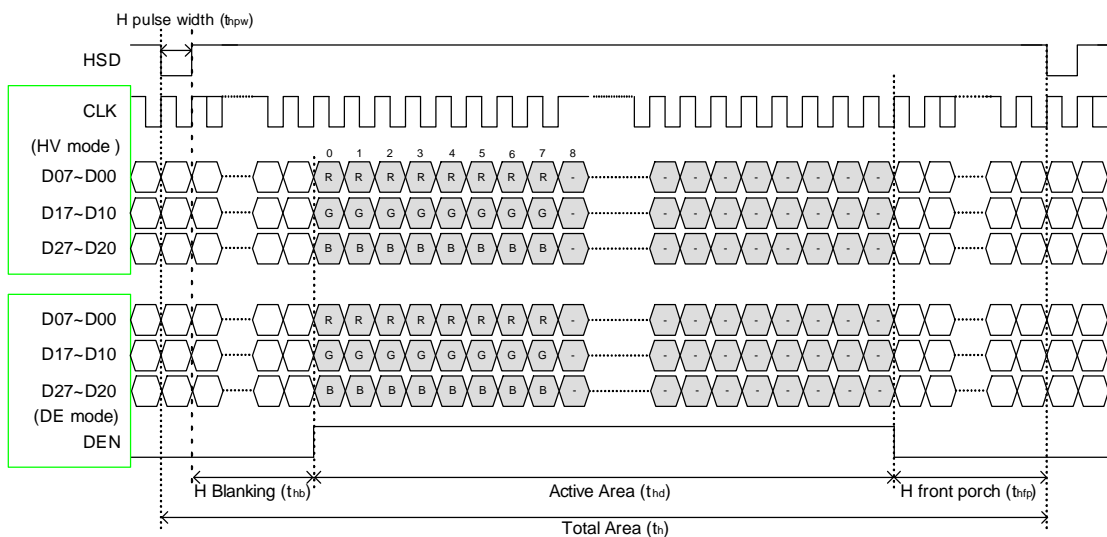 H pulse width (thpw)
HSD
CLK
(HV mode )
0 1 2 3 4 5 6 7 8
D07~D00 R R R R R R R R - - - - - - - - -
D17~D10 G G G G G G G G - - - - - - - - -
D27~D20 B B B B B B B B - - - - - - - - -
D07~D00 R R R R R R R R - - - - - - - - -
D17~D10 G G G G G G G G - - - - - - - - -
D27~D20 B B B B B B B B - - - - - - - - -
(DE mode)
DEN
H Blanking (thb) Active Area (thd) H front porch (thfp)
Total Area (th)